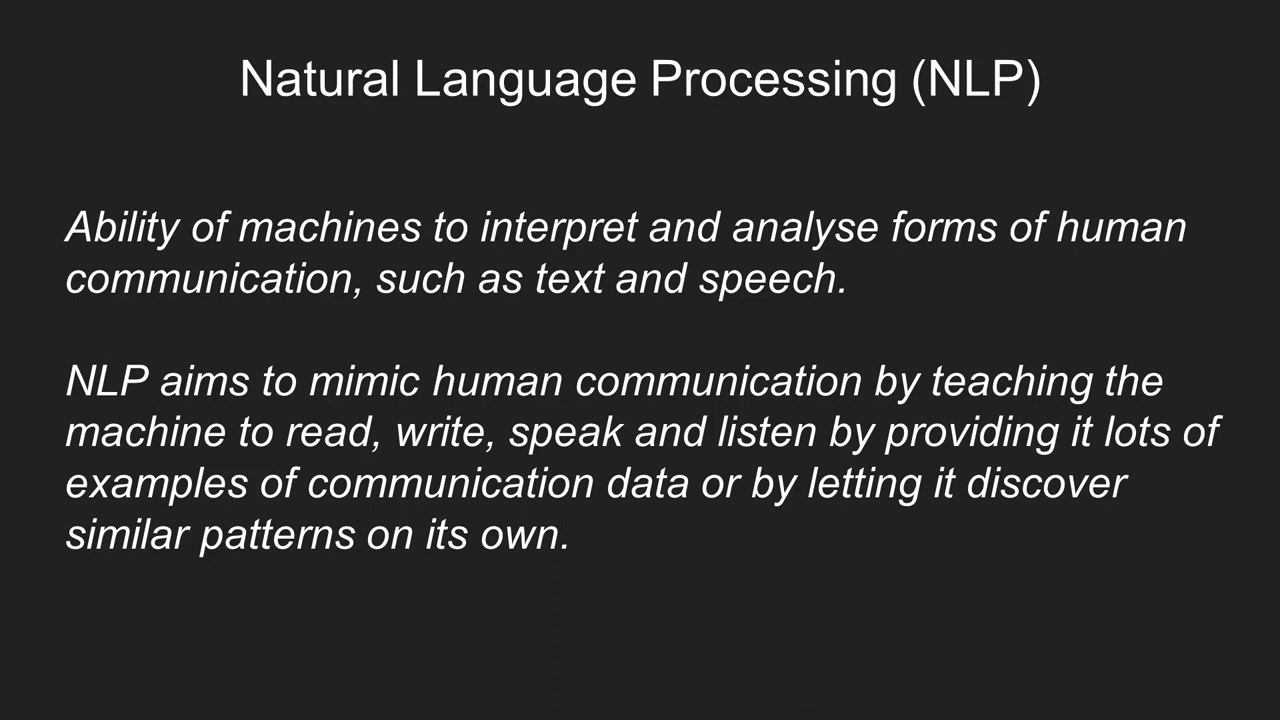 Natural Language Processing (NLP)
Ability of machines to interpret and analyse forms of human
communication, such as text and speech.
NLP aims to mimic human communication by teaching the
machine to read, write, speak and listen by providing it lots of
examples of communication data or by letting it discover
similar patterns on its own.